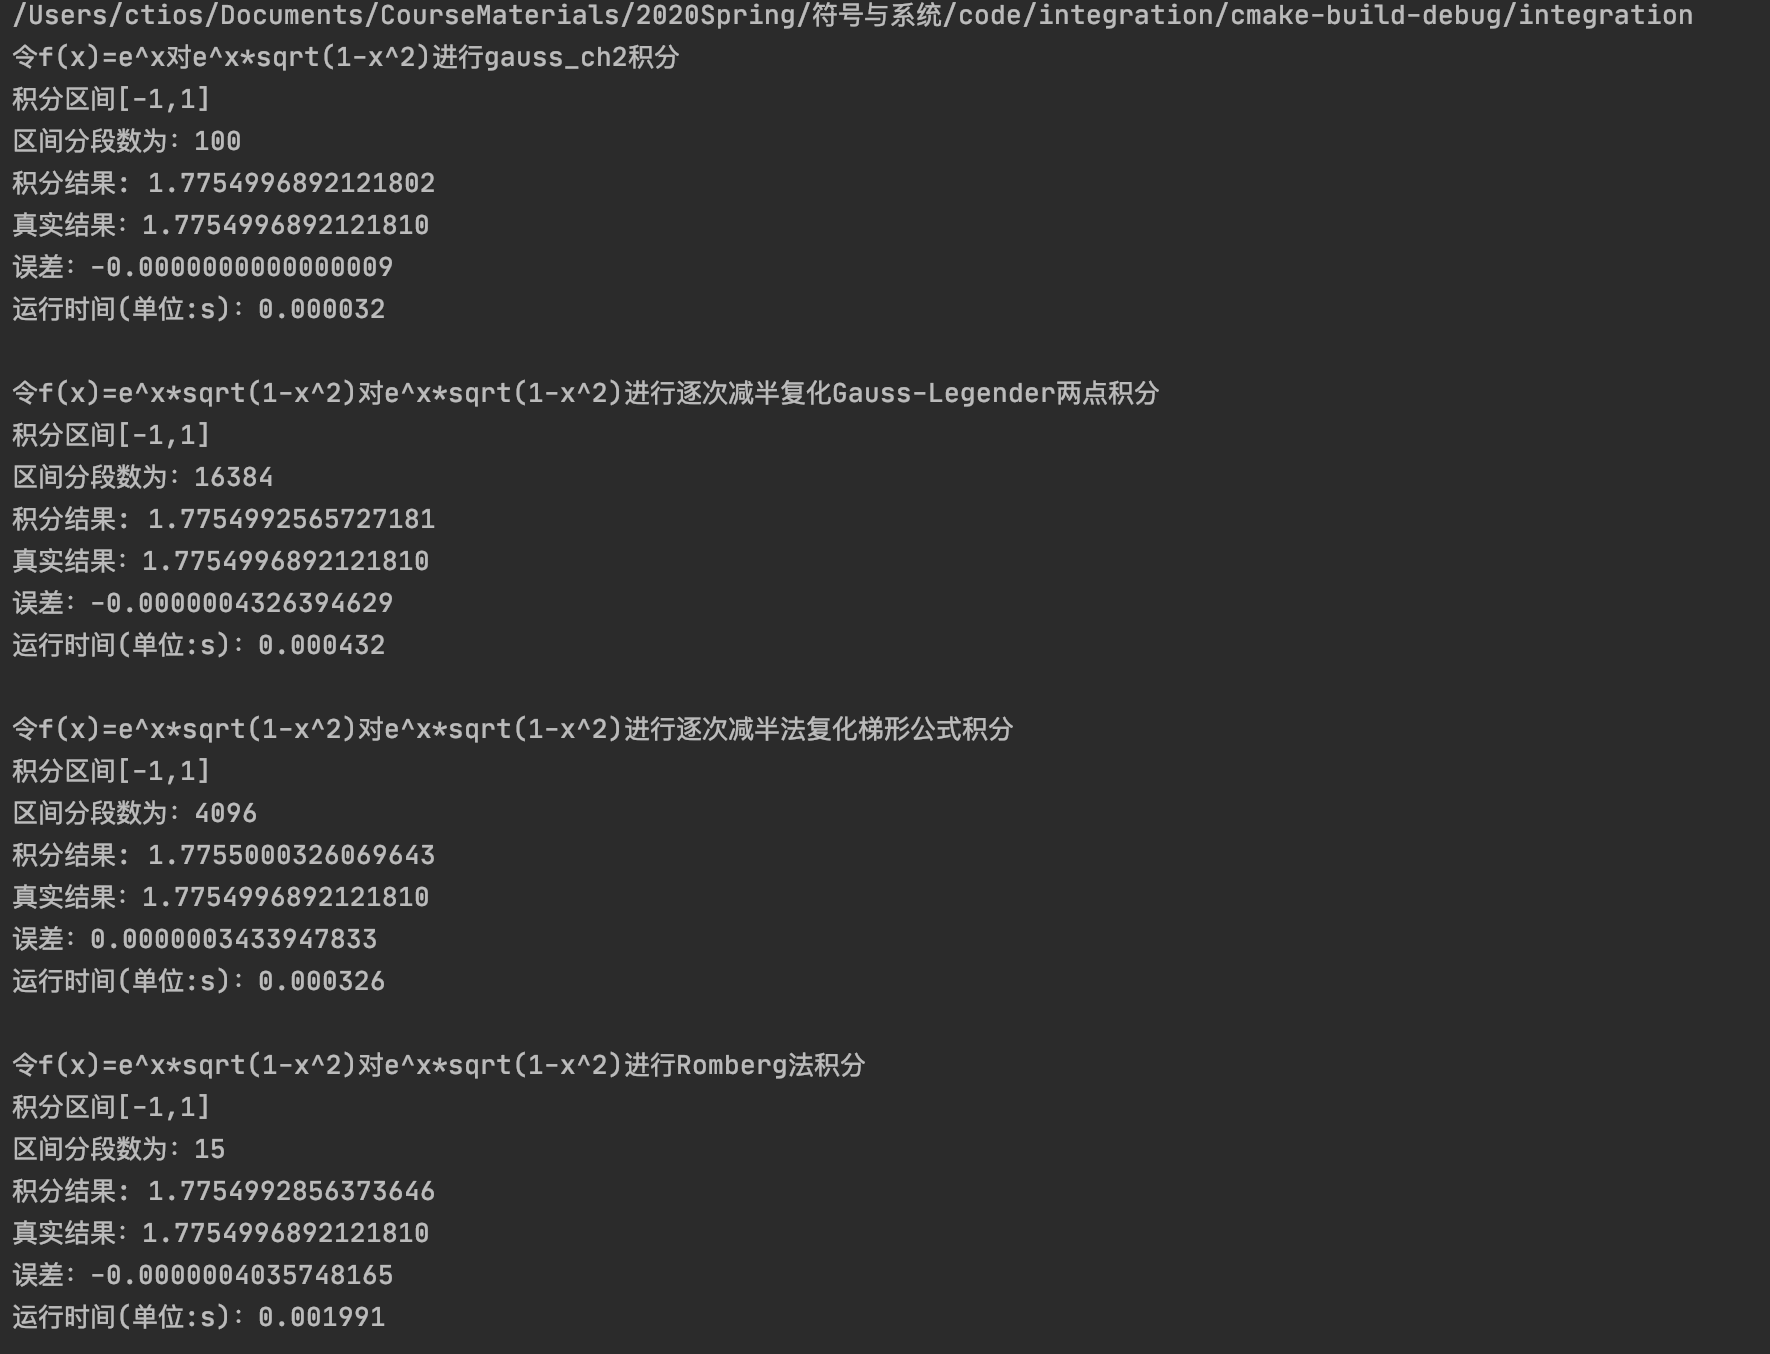 /Users/ctios/Documents/CourseMaterials/2020Spring/符号与系统/code/integration/cmake-build-debug/integration
令f(x)=e^x对e^x*sqrt(1-x^2)进行gauss_ch2积分
积分区间[-1,1]
区间分段数为：100
积分结果: 1.7754996892121802
真实结果：1.7754996892121810
误差：-0.0000000000000009
运行时间(单位:s)：0.000032
令f(x)=e^x*sqrt(1-x^2)对e^x*sqrt(1-x^2)进行逐次减半复化Gauss-Legender两点积分
积分区间[-1,1]
区间分段数为：16384
积分结果: 1.7754992565727181
真实结果：1.7754996892121810
误差：-0.0000004326394629
运行时间(单位:s)：0.000432
令f(x)=e^x*sqrt(1-x^2)对e^x*sqrt(1-x^2)进行逐次减半法复化梯形公式积分
积分区间[-1,1]
区间分段数为：4096
积分结果: 1.7755000326069643
真实结果：1.7754996892121810
误差：0.0000003433947833
运行时间(单位:s)：0.000326
令f(x)=e^x*sqrt(1-x^2)对e^x*sqrt(1-x^2)进行Romberg法积分
积分区间[-1,1]
区间分段数为：15
积分结果: 1.7754992856373646
真实结果：1.7754996892121810
误差：-0.0000004035748165
运行时间(单位:s)：0.001991